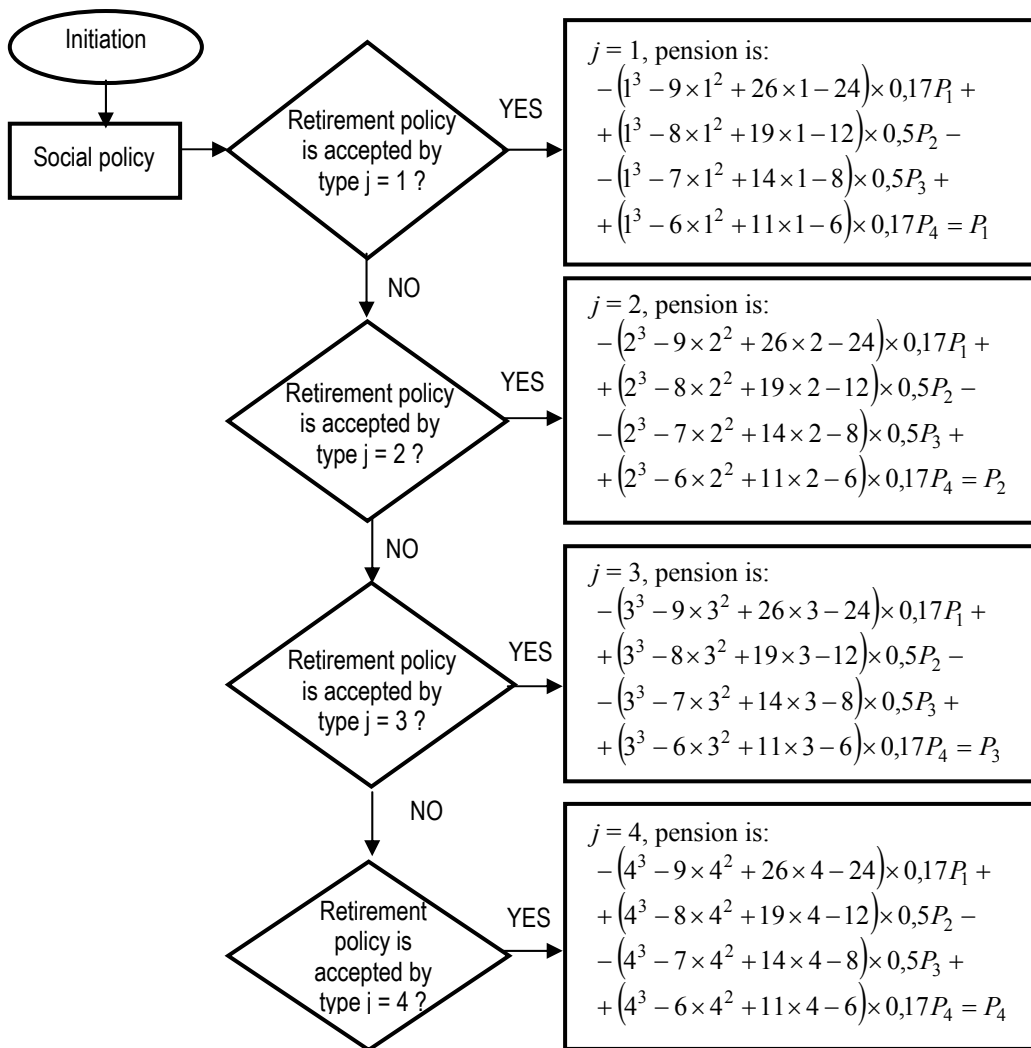 Initiation
Social policy
Retirement policy
is accepted by
type j = 1 ?
YES
j = 1, pension is:
−(1³ − 9 × 1² + 26 × 1 − 24) × 0,17P₁ +
+ (1³ − 8 × 1² + 19 × 1 − 12) × 0,5P₂ −
−(1³ − 7 × 1² + 14 × 1 − 8) × 0,5P₃ +
+ (1³ − 6 × 1² + 11 × 1 − 6) × 0,17P₄ = P₁
NO
Retirement policy
is accepted by
type j = 2 ?
YES
j = 2, pension is:
−(2³ − 9 × 2² + 26 × 2 − 24) × 0,17P₁ +
+ (2³ − 8 × 2² + 19 × 2 − 12) × 0,5P₂ −
−(2³ − 7 × 2² + 14 × 2 − 8) × 0,5P₃ +
+ (2³ − 6 × 2² + 11 × 2 − 6) × 0,17P₄ = P₂
NO
Retirement policy
is accepted by
type j = 3 ?
YES
j = 3, pension is:
−(3³ − 9 × 3² + 26 × 3 − 24) × 0,17P₁ +
+ (3³ − 8 × 3² + 19 × 3 − 12) × 0,5P₂ −
−(3³ − 7 × 3² + 14 × 3 − 8) × 0,5P₃ +
+ (3³ − 6 × 3² + 11 × 3 − 6) × 0,17P₄ = P₃
NO
Retirement
policy is
accepted by
type j = 4 ?
YES
j = 4, pension is:
−(4³ − 9 × 4² + 26 × 4 − 24) × 0,17P₁ +
+ (4³ − 8 × 4² + 19 × 4 − 12) × 0,5P₂ −
−(4³ − 7 × 4² + 14 × 4 − 8) × 0,5P₃ +
+ (4³ − 6 × 4² + 11 × 4 − 6) × 0,17P₄ = P₄